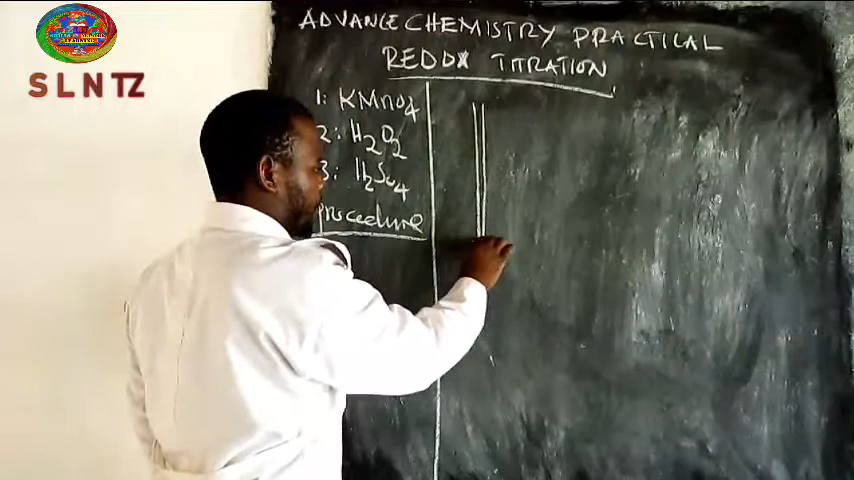 ADVANCE CHEMISTRY PRACTICAL
REDOX TITRATION
SLNTZ
1: KMnO4
2: H2O2
3: H2SO4
Procedure